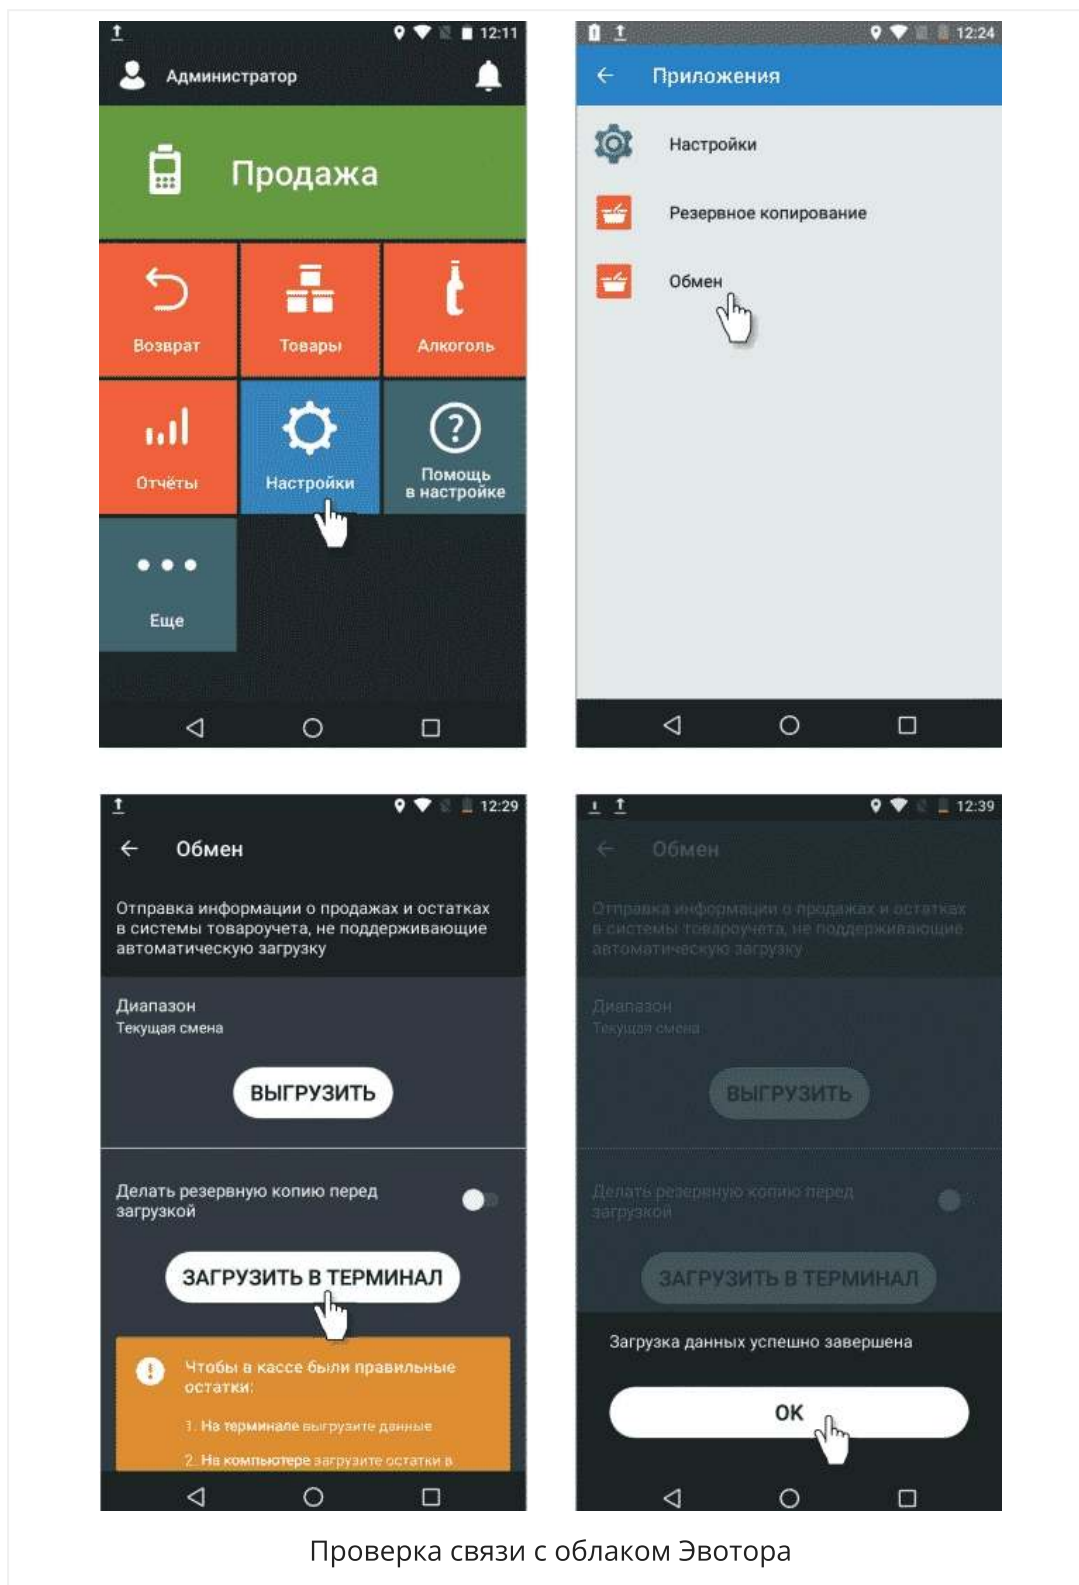 12:11
Администратор
Продажа
Возврат
Товары
Алкоголь
Отчёты
Настройки
Помощь
в настройке
Еще
12:24
Приложения
Настройки
Резервное копирование
Обмен
12:29
Обмен
Отправка информации о продажах и остатках
в системы товароучета, не поддерживающие
автоматическую загрузку
Диапазон
Текущая смена
ВЫГРУЗИТЬ
Делать резервную копию перед
загрузкой
ЗАГРУЗИТЬ В ТЕРМИНАЛ
Чтобы в кассе были правильные
остатки:
1. На терминале выгрузите данные
2. На компьютере загрузите остатки в
12:39
Обмен
Отправка информации о продажах и остатках
в системы товароучета, не поддерживающие
автоматическую загрузку
Диапазон
Текущая смена
ВЫГРУЗИТЬ
Делать резервную копию перед
загрузкой
ЗАГРУЗИТЬ В ТЕРМИНАЛ
Загрузка данных успешно завершена
ОК
Проверка связи с облаком Эвотора